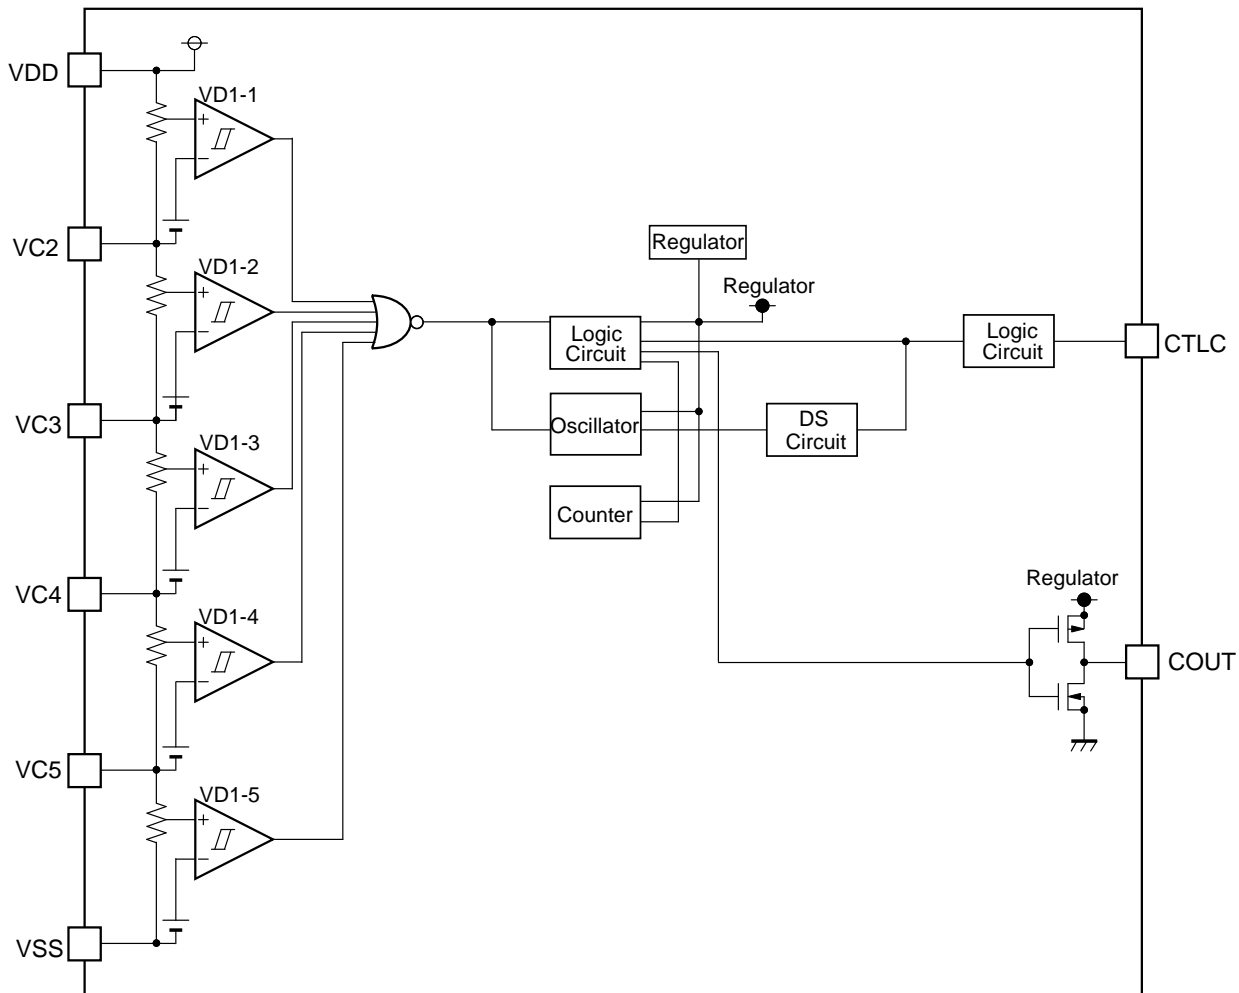 VDD
VD1-1
+
−
VC2
VD1-2
+
−
VC3
VD1-3
+
−
VC4
VD1-4
+
−
VC5
VD1-5
+
−
VSS
Regulator
Regulator
Logic
Circuit
Oscillator
Counter
DS
Circuit
Logic
Circuit
CTLC
Regulator
COUT